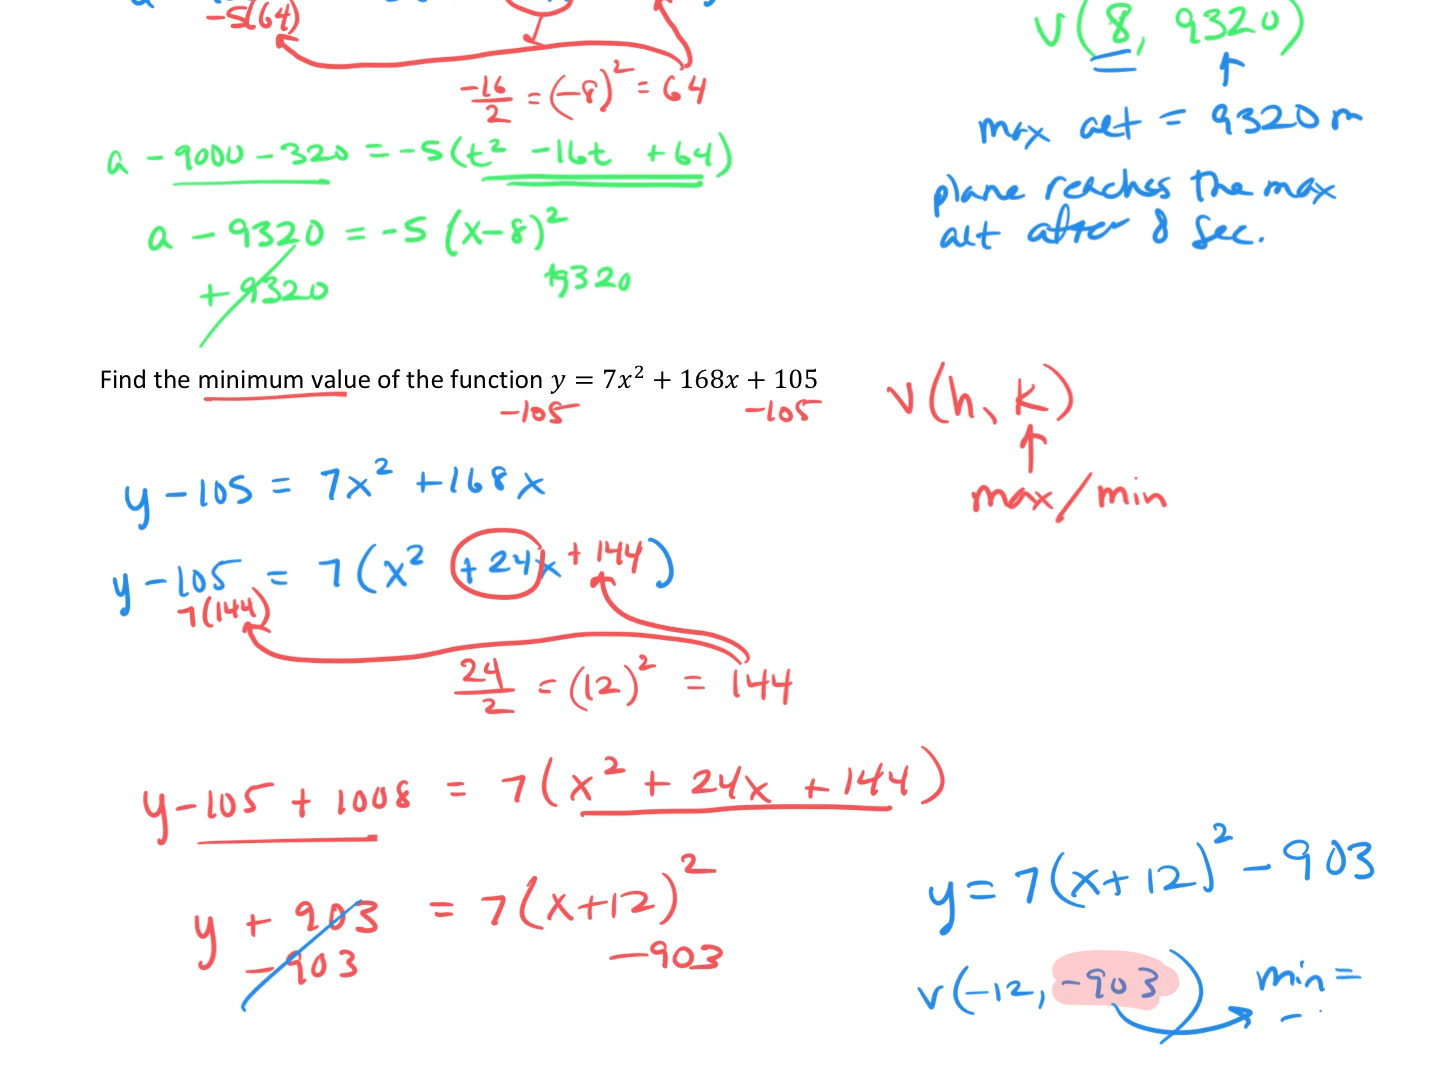 -5(64)
-16/2 = (-8)² = 64
a - 9000 - 320 = -5(t² - 16t + 64)
a - 9320 = -5(x-8)²
+9320 +9320
V(8, 9320)
max alt = 9320 m
plane reaches the max
alt after 8 sec.
Find the minimum value of the function y = 7x² + 168x + 105
-105 -105
V(h, k)
max/min
y - 105 = 7x² + 168x
y - 105 = 7(x² + 24x + 144)
7(144)
24/2 = (12)² = 144
y - 105 + 1008 = 7(x² + 24x + 144)
y + 903 = 7(x+12)²
-903 -903
y = 7(x+12)² - 903
V(-12, -903) min =